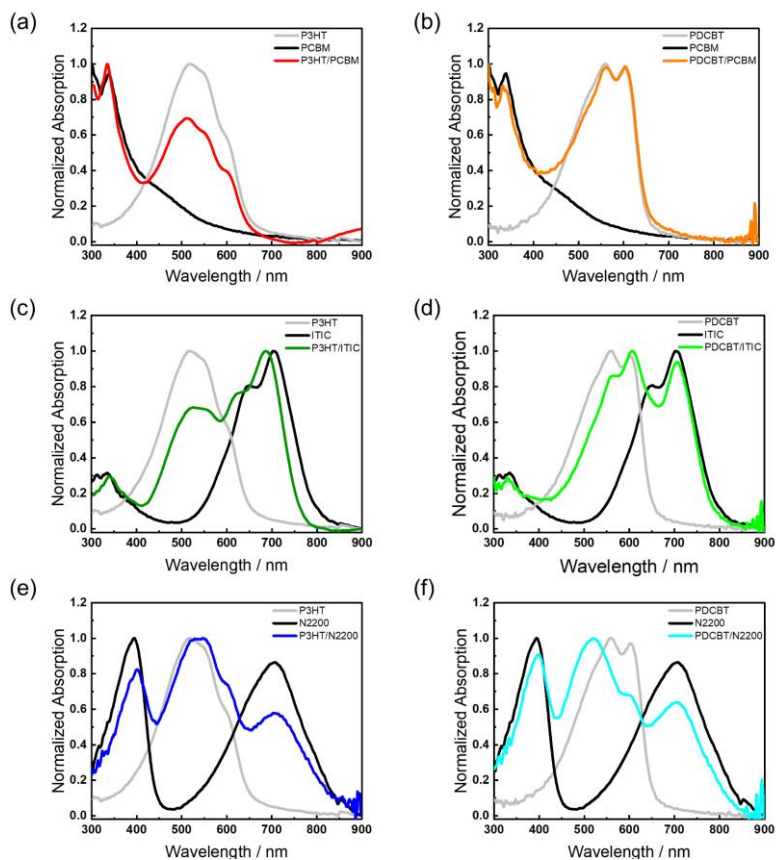 (a)
P3HT
PCBM
P3HT/PCBM
Normalized Absorption
1.2
1.0
0.8
0.6
0.4
0.2
0.0
300 400 500 600 700 800 900
Wavelength / nm
(b)
PDCBT
PCBM
PDCBT/PCBM
Normalized Absorption
1.2
1.0
0.8
0.6
0.4
0.2
0.0
300 400 500 600 700 800 900
Wavelength / nm
(c)
P3HT
ITIC
P3HT/ITIC
Normalized Absorption
1.2
1.0
0.8
0.6
0.4
0.2
0.0
300 400 500 600 700 800 900
Wavelength / nm
(d)
PDCBT
ITIC
PDCBT/ITIC
Normalized Absorption
1.2
1.0
0.8
0.6
0.4
0.2
0.0
300 400 500 600 700 800 900
Wavelength / nm
(e)
P3HT
N2200
P3HT/N2200
Normalized Absorption
1.2
1.0
0.8
0.6
0.4
0.2
0.0
300 400 500 600 700 800 900
Wavelength / nm
(f)
PDCBT
N2200
PDCBT/N2200
Normalized Absorption
1.2
1.0
0.8
0.6
0.4
0.2
0.0
300 400 500 600 700 800 900
Wavelength / nm